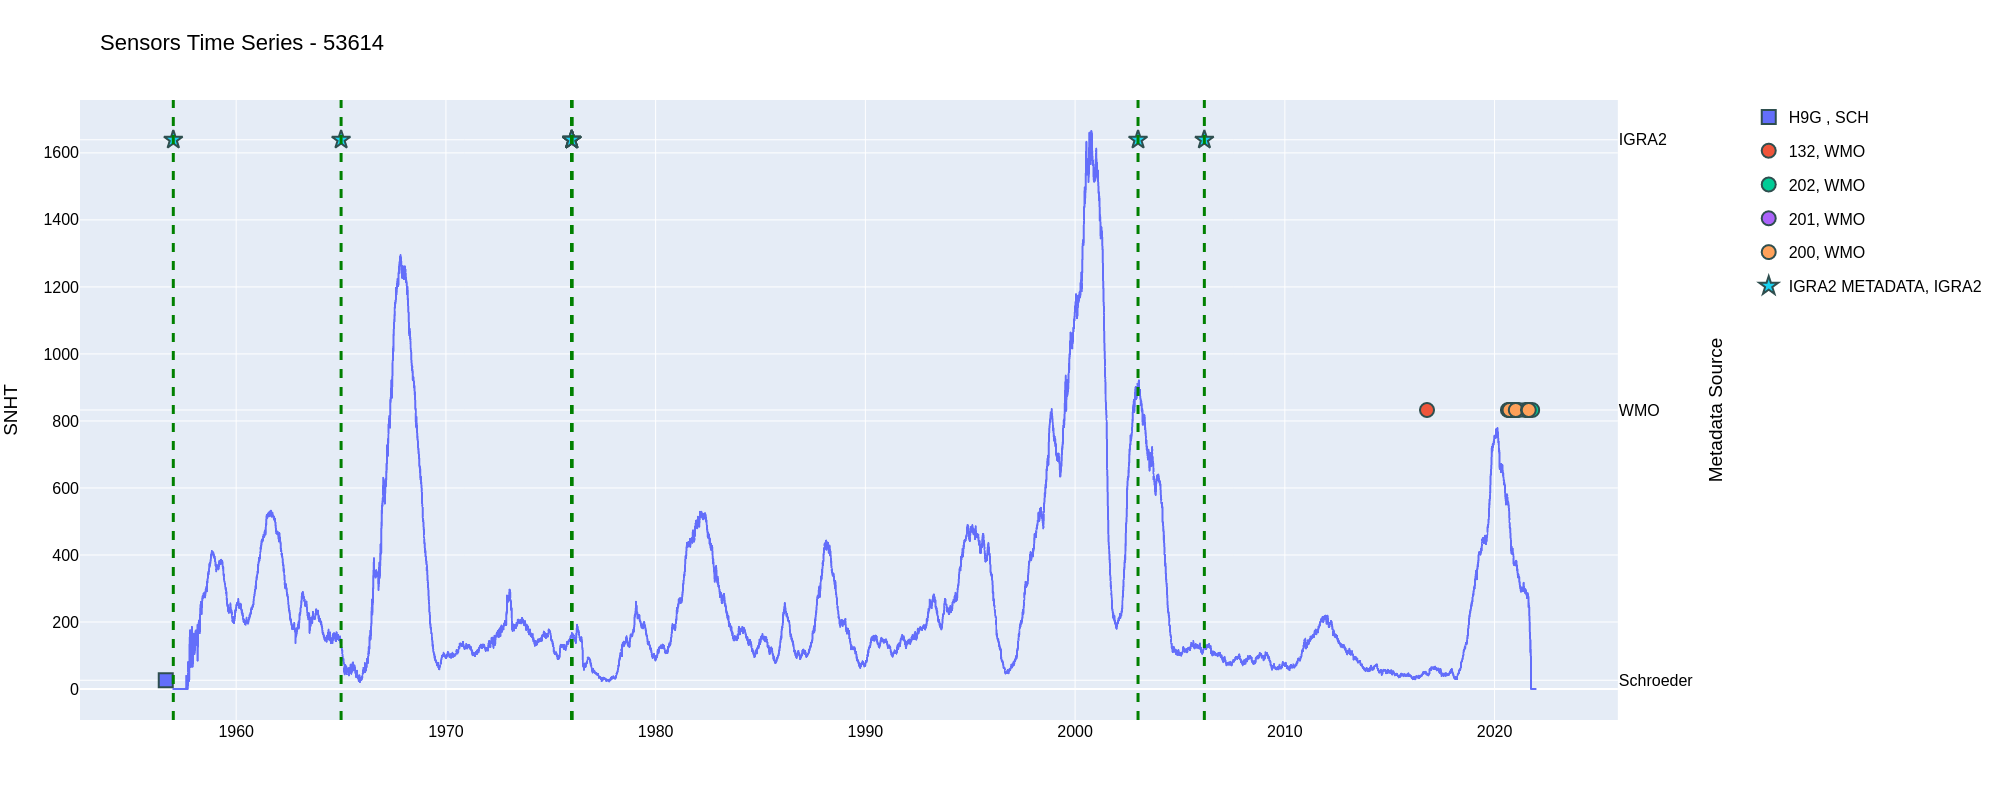 Sensors Time Series - 53614
SNHT
1600
1400
1200
1000
800
600
400
200
0
1960
1970
1980
1990
2000
2010
2020
IGRA2
WMO
Schroeder
Metadata Source
H9G , SCH
132, WMO
202, WMO
201, WMO
200, WMO
IGRA2 METADATA, IGRA2